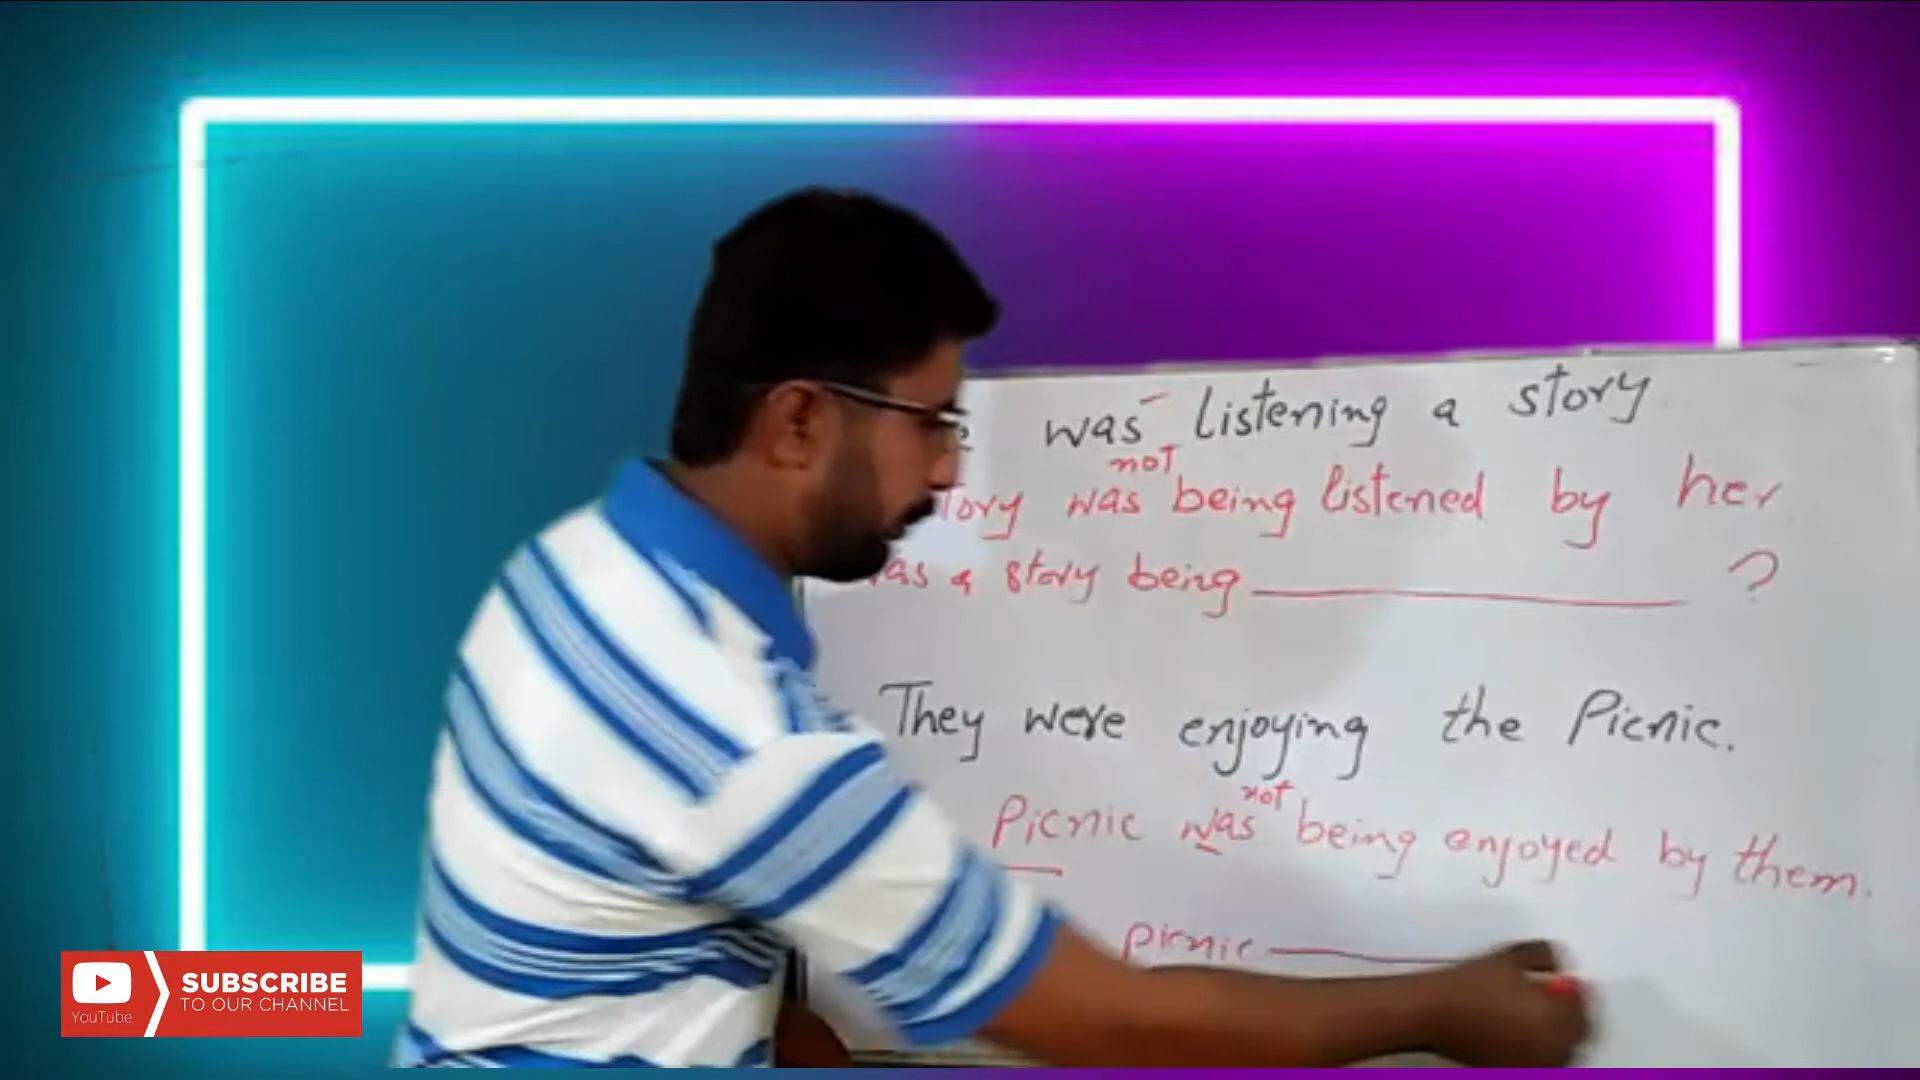 was listening a story
not
tory was being listened by her
as a story being ?
They were enjoying the Picnic.
not
Picnic was being enjoyed by them.
picnic
SUBSCRIBE
TO OUR CHANNEL
YouTube